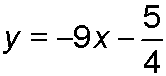 y = -9x - 5/4